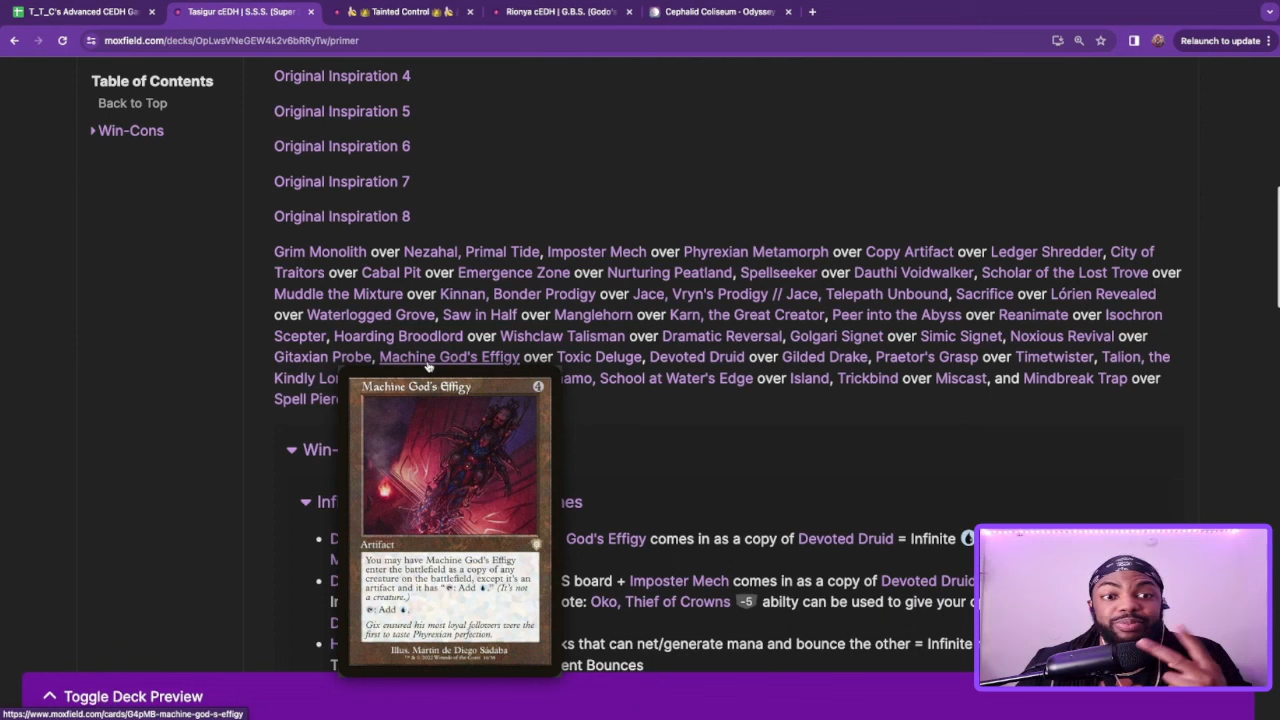 T_T_C's Advanced CEDH Ga
Tasigur cEDH | S.S.S. (Super
Tainted Control
Rionya cEDH | G.B.S. (Godo's
Cephalid Coliseum - Odyssey
moxfield.com/decks/OpLwsVNeGEW4k2v6bRRyTw/primer
Relaunch to update
Table of Contents
Back to Top
Win-Cons
Original Inspiration 4
Original Inspiration 5
Original Inspiration 6
Original Inspiration 7
Original Inspiration 8
Grim Monolith over Nezahal, Primal Tide, Imposter Mech over Phyrexian Metamorph over Copy Artifact over Ledger Shredder, City of
Traitors over Cabal Pit over Emergence Zone over Nurturing Peatland, Spellseeker over Dauthi Voidwalker, Scholar of the Lost Trove over
Muddle the Mixture over Kinnan, Bonder Prodigy over Jace, Vryn's Prodigy // Jace, Telepath Unbound, Sacrifice over Lórien Revealed
over Waterlogged Grove, Saw in Half over Manglehorn over Karn, the Great Creator, Peer into the Abyss over Reanimate over Isochron
Scepter, Hoarding Broodlord over Wishclaw Talisman over Dramatic Reversal, Golgari Signet over Simic Signet, Noxious Revival over
Gitaxian Probe, Machine God's Effigy over Toxic Deluge, Devoted Druid over Gilded Drake, Praetor's Grasp over Timetwister, Talion, the
Kindly Lo namo, School at Water's Edge over Island, Trickbind over Miscast, and Mindbreak Trap over
Spell Pier
Machine God's Effigy 4
Artifact
You may have Machine God's Effigy
enter the battlefield as a copy of any
creature on the battlefield, except it's an
artifact and it has ": Add ." (It's not
a creature.)
: Add .
Gix ensured his most loyal followers were the
first to taste Phyrexian perfection.
Illus. Martin de Diego Sádaba
Win-
Inf nes
D God's Effigy comes in as a copy of Devoted Druid = Infinite
D S board + Imposter Mech comes in as a copy of Devoted Druid
In ote: Oko, Thief of Crowns -5 abilty can be used to give your o
D
H ks that can net/generate mana and bounce the other = Infinite
T ent Bounces
Toggle Deck Preview
https://www.moxfield.com/cards/G4pMB-machine-god-s-effigy